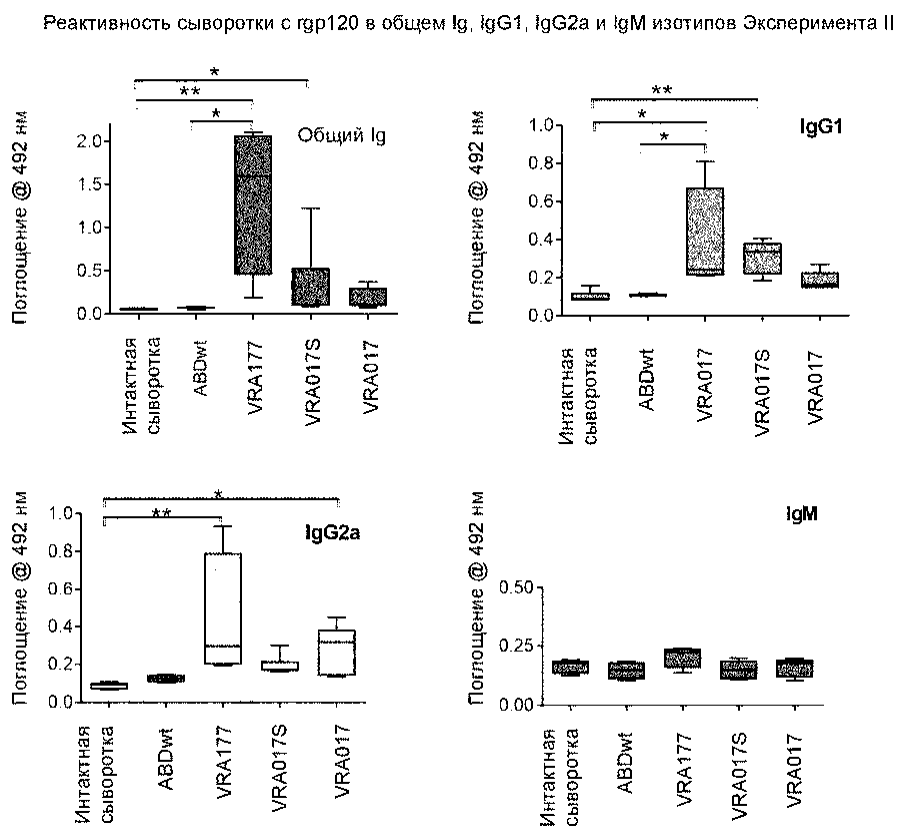 Реактивность сыворотки с rgp120 в общем Ig, IgG1, IgG2a и IgM изотипов Эксперимента II
Поглощение @ 492 нм
2.0
1.5
1.0
0.5
0.0
*
**
*
Общий Ig
Интактная
сыворотка
ABDwt
VRA177
VRA017S
VRA017
Поглощение @ 492 нм
1.0
0.8
0.6
0.4
0.2
0.0
**
*
*
IgG1
Интактная
сыворотка
ABDwt
VRA017
VRA017S
VRA017
Поглощение @ 492 нм
1.0
0.8
0.6
0.4
0.2
0.0
*
**
IgG2a
Интактная
сыворотка
ABDwt
VRA177
VRA017S
VRA017
Поглощение @ 492 нм
0.50
0.25
0.00
IgM
Интактная
сыворотка
ABDwt
VRA177
VRA017S
VRA017